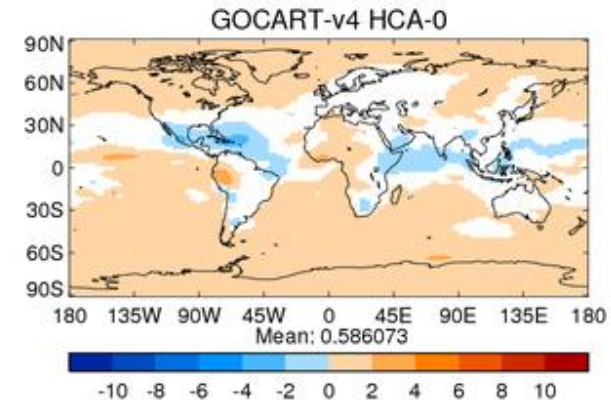 GOCART-v4 HCA-0
90N
60N
30N
0
30S
60S
90S
180 135W 90W 45W 0 45E 90E 135E 180
Mean: 0.586073
-10 -8 -6 -4 -2 0 2 4 6 8 10